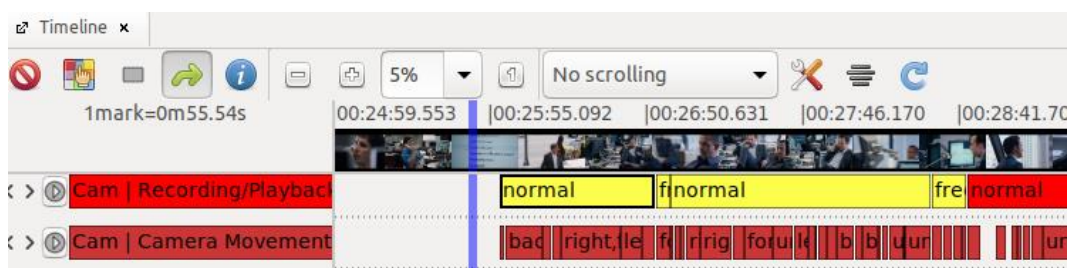 Timeline x
5% No scrolling
1mark=0m55.54s 00:24:59.553 |00:25:55.092 |00:26:50.631 |00:27:46.170 |00:28:41.70
Cam | Recording/Playback normal normal fre normal
Cam | Camera Movement bac right, le rig for b b ur ur